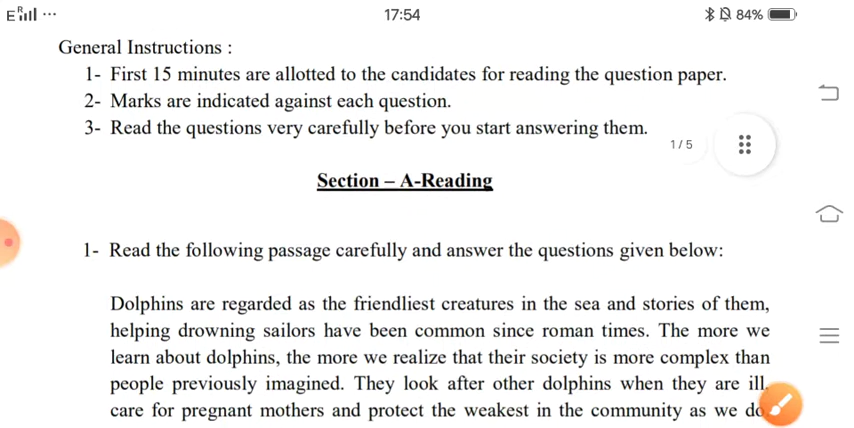 17:54
84%
General Instructions :
1- First 15 minutes are allotted to the candidates for reading the question paper.
2- Marks are indicated against each question.
3- Read the questions very carefully before you start answering them.
1/5
Section – A-Reading
1- Read the following passage carefully and answer the questions given below:
Dolphins are regarded as the friendliest creatures in the sea and stories of them,
helping drowning sailors have been common since roman times. The more we
learn about dolphins, the more we realize that their society is more complex than
people previously imagined. They look after other dolphins when they are ill,
care for pregnant mothers and protect the weakest in the community as we do